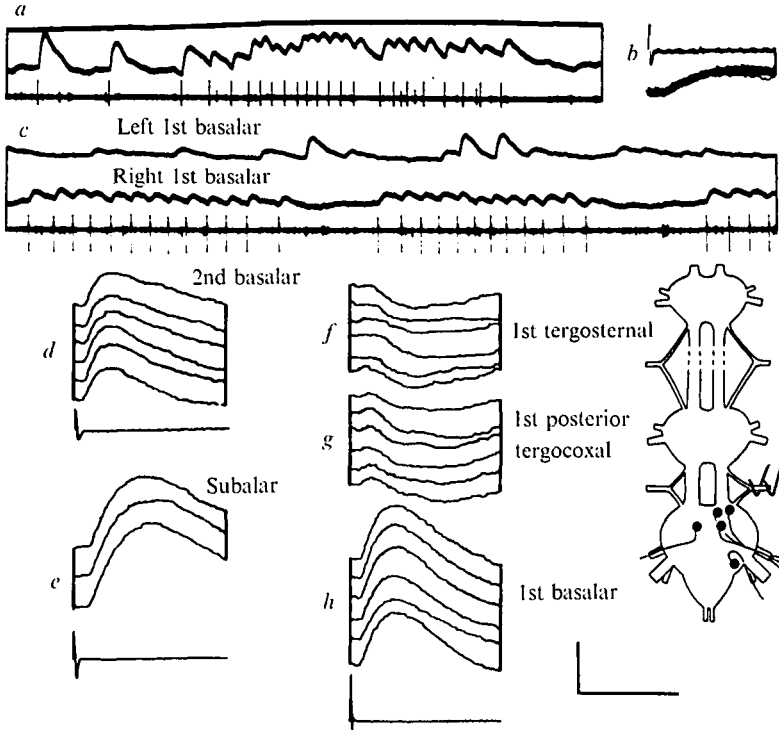 a
b
c
Left 1st basalar
Right 1st basalar
2nd basalar
d
f
1st tergosternal
g
1st posterior
tergocoxal
Subalar
e
h
1st basalar